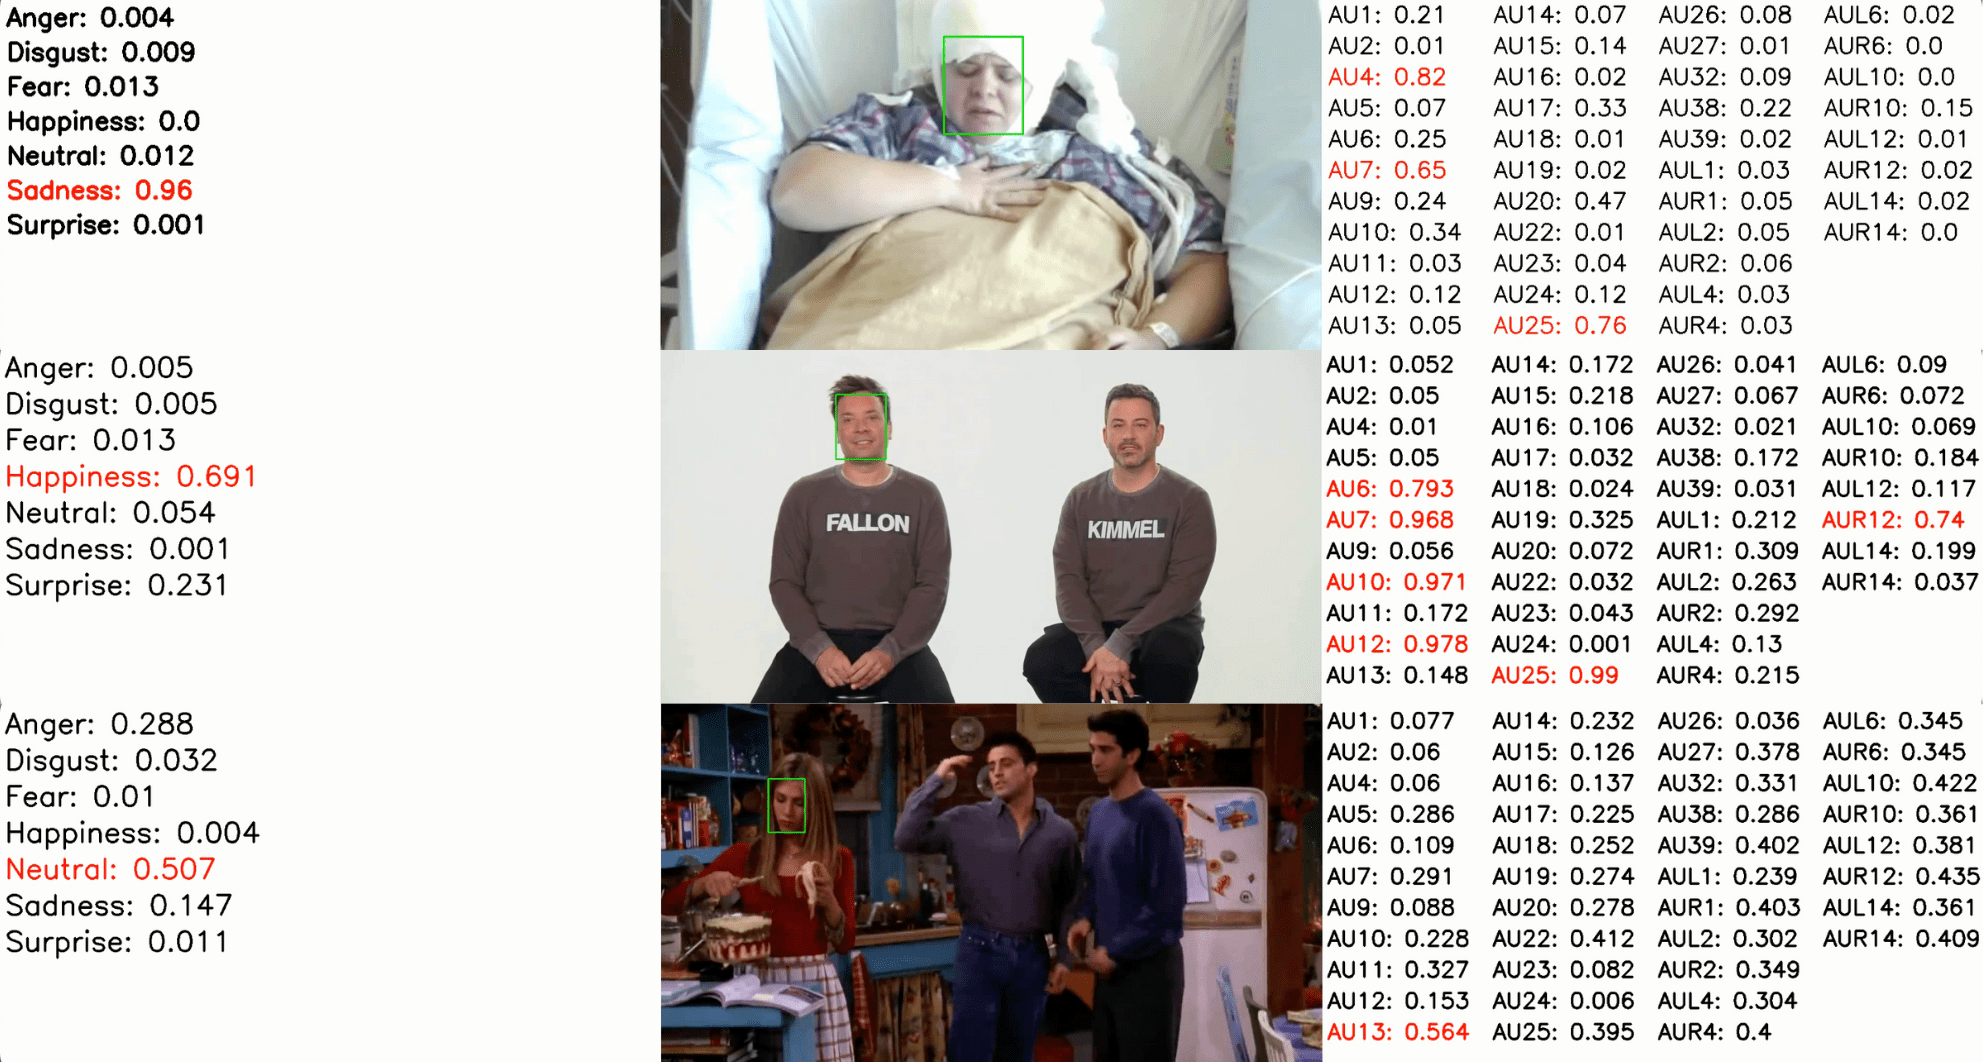 Anger: 0.004
Disgust: 0.009
Fear: 0.013
Happiness: 0.0
Neutral: 0.012
Sadness: 0.96
Surprise: 0.001
AU1: 0.21 AU14: 0.07 AU26: 0.08 AUL6: 0.02
AU2: 0.01 AU15: 0.14 AU27: 0.01 AUR6: 0.0
AU4: 0.82 AU16: 0.02 AU32: 0.09 AUL10: 0.0
AU5: 0.07 AU17: 0.33 AU38: 0.22 AUR10: 0.15
AU6: 0.25 AU18: 0.01 AU39: 0.02 AUL12: 0.01
AU7: 0.65 AU19: 0.02 AUL1: 0.03 AUR12: 0.02
AU9: 0.24 AU20: 0.47 AUR1: 0.05 AUL14: 0.02
AU10: 0.34 AU22: 0.01 AUL2: 0.05 AUR14: 0.0
AU11: 0.03 AU23: 0.04 AUR2: 0.06
AU12: 0.12 AU24: 0.12 AUL4: 0.03
AU13: 0.05 AU25: 0.76 AUR4: 0.03
Anger: 0.005
Disgust: 0.005
Fear: 0.013
Happiness: 0.691
Neutral: 0.054
Sadness: 0.001
Surprise: 0.231
FALLON
KIMMEL
AU1: 0.052 AU14: 0.172 AU26: 0.041 AUL6: 0.09
AU2: 0.05 AU15: 0.218 AU27: 0.067 AUR6: 0.072
AU4: 0.01 AU16: 0.106 AU32: 0.021 AUL10: 0.069
AU5: 0.05 AU17: 0.032 AU38: 0.172 AUR10: 0.184
AU6: 0.793 AU18: 0.024 AU39: 0.031 AUL12: 0.117
AU7: 0.968 AU19: 0.325 AUL1: 0.212 AUR12: 0.74
AU9: 0.056 AU20: 0.072 AUR1: 0.309 AUL14: 0.199
AU10: 0.971 AU22: 0.032 AUL2: 0.263 AUR14: 0.037
AU11: 0.172 AU23: 0.043 AUR2: 0.292
AU12: 0.978 AU24: 0.001 AUL4: 0.13
AU13: 0.148 AU25: 0.99 AUR4: 0.215
Anger: 0.288
Disgust: 0.032
Fear: 0.01
Happiness: 0.004
Neutral: 0.507
Sadness: 0.147
Surprise: 0.011
AU1: 0.077 AU14: 0.232 AU26: 0.036 AUL6: 0.345
AU2: 0.06 AU15: 0.126 AU27: 0.378 AUR6: 0.345
AU4: 0.06 AU16: 0.137 AU32: 0.331 AUL10: 0.422
AU5: 0.286 AU17: 0.225 AU38: 0.286 AUR10: 0.361
AU6: 0.109 AU18: 0.252 AU39: 0.402 AUL12: 0.381
AU7: 0.291 AU19: 0.274 AUL1: 0.239 AUR12: 0.435
AU9: 0.088 AU20: 0.278 AUR1: 0.403 AUL14: 0.361
AU10: 0.228 AU22: 0.412 AUL2: 0.302 AUR14: 0.409
AU11: 0.327 AU23: 0.082 AUR2: 0.349
AU12: 0.153 AU24: 0.006 AUL4: 0.304
AU13: 0.564 AU25: 0.395 AUR4: 0.4